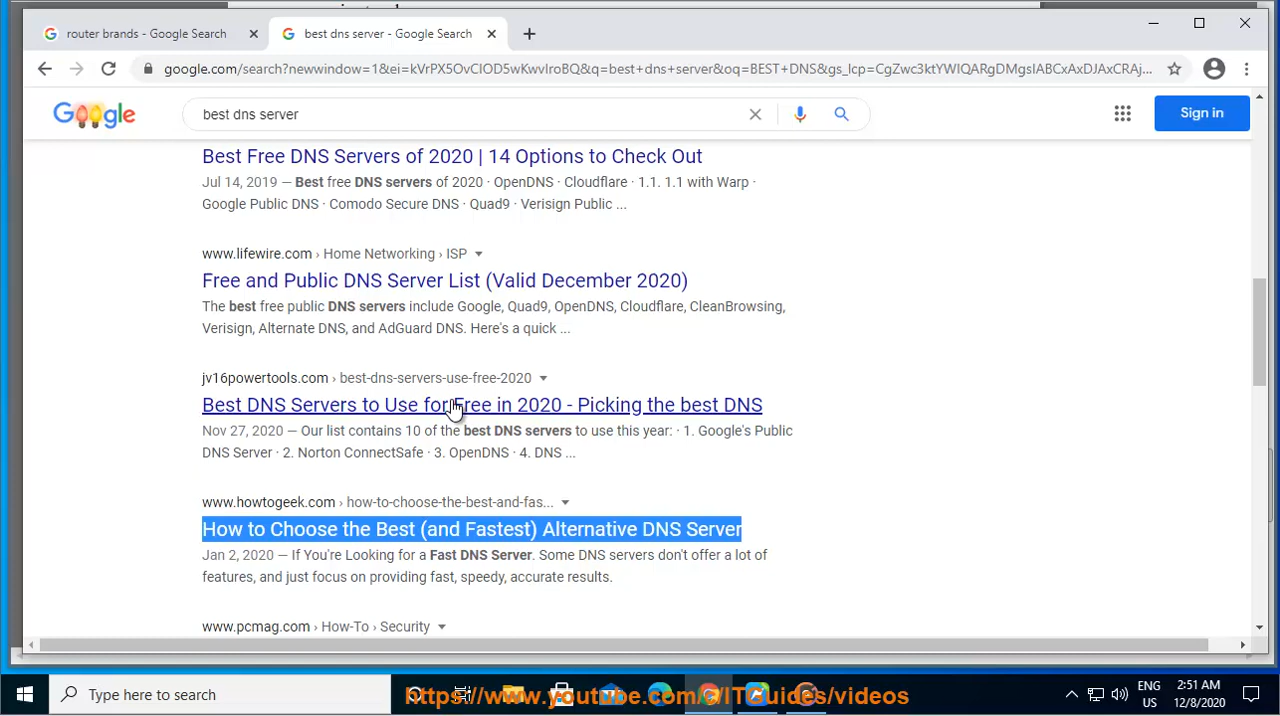 router brands - Google Search
best dns server - Google Search
google.com/search?newwindow=1&ei=kVrPX5OvCIOD5wKwvIroBQ&q=best+dns+server&oq=BEST+DNS&gs_lcp=CgZwc3ktYWIQARgDMgsIABCxAxDJAxCRAj...
Google
best dns server
Sign in
Best Free DNS Servers of 2020 | 14 Options to Check Out
Jul 14, 2019 — Best free DNS servers of 2020 · OpenDNS · Cloudflare · 1.1. 1.1 with Warp ·
Google Public DNS · Comodo Secure DNS · Quad9 · Verisign Public ...
www.lifewire.com › Home Networking › ISP
Free and Public DNS Server List (Valid December 2020)
The best free public DNS servers include Google, Quad9, OpenDNS, Cloudflare, CleanBrowsing,
Verisign, Alternate DNS, and AdGuard DNS. Here's a quick ...
jv16powertools.com › best-dns-servers-use-free-2020
Best DNS Servers to Use for Free in 2020 - Picking the best DNS
Nov 27, 2020 — Our list contains 10 of the best DNS servers to use this year: · 1. Google's Public
DNS Server · 2. Norton ConnectSafe · 3. OpenDNS · 4. DNS ...
www.howtogeek.com › how-to-choose-the-best-and-fas...
How to Choose the Best (and Fastest) Alternative DNS Server
Jan 2, 2020 — If You're Looking for a Fast DNS Server. Some DNS servers don't offer a lot of
features, and just focus on providing fast, speedy, accurate results.
www.pcmag.com › How-To › Security
Type here to search
Https://www.youtube.com/c/ITGuides/videos
ENG
US
2:51 AM
12/8/2020